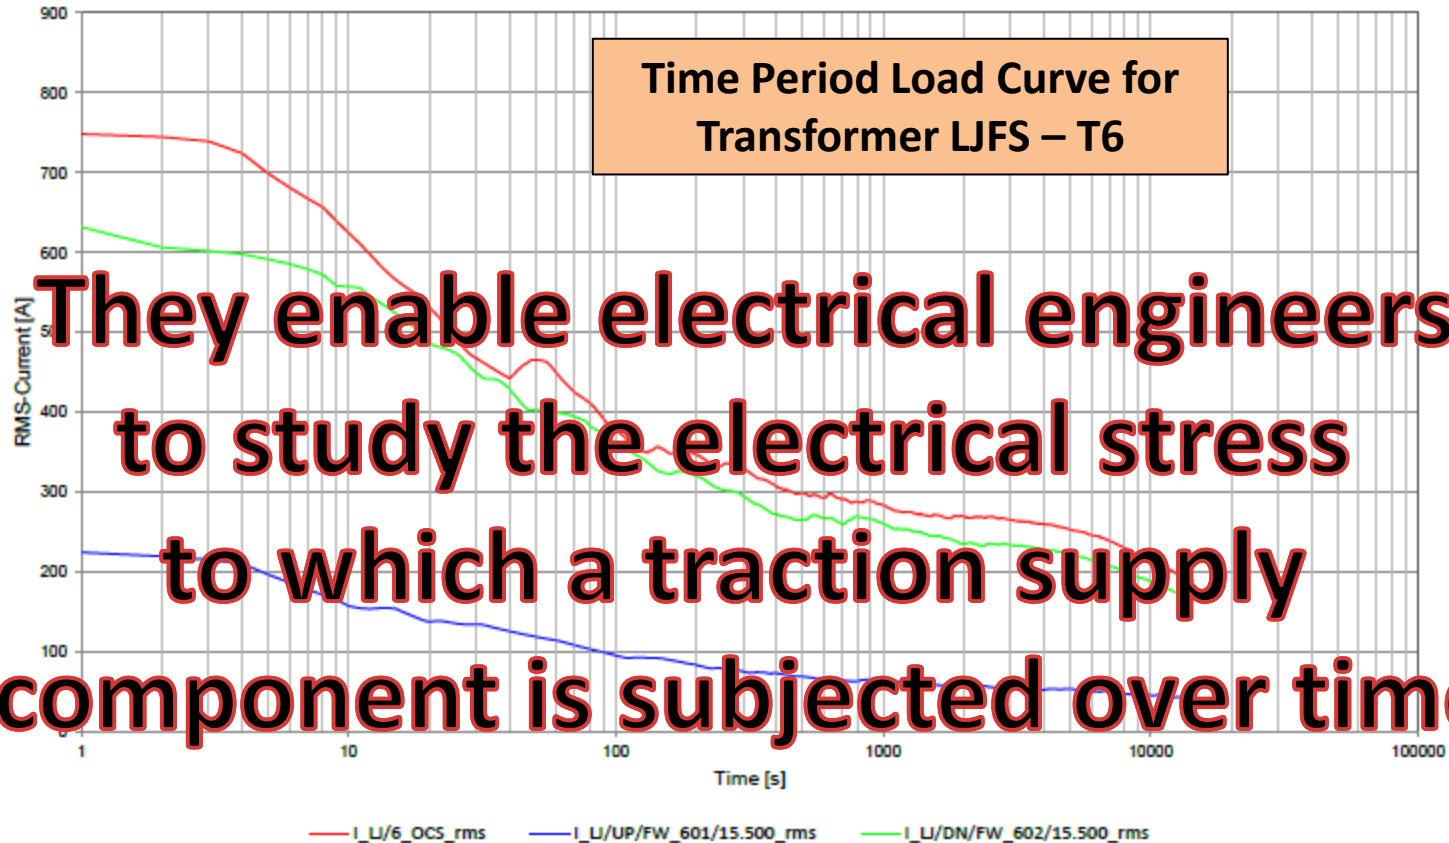 900
800
700
600
400
300
200
100
RMS-Current [A]
Time Period Load Curve for
Transformer LJFS – T6
They enable electrical engineers
to study the electrical stress
to which a traction supply
component is subjected over time
1 10 100 1000 10000 100000
Time [s]
I_LJ/6_OCS_rms I_LJ/UP/FW_601/15.500_rms I_LJ/DN/FW_602/15.500_rms